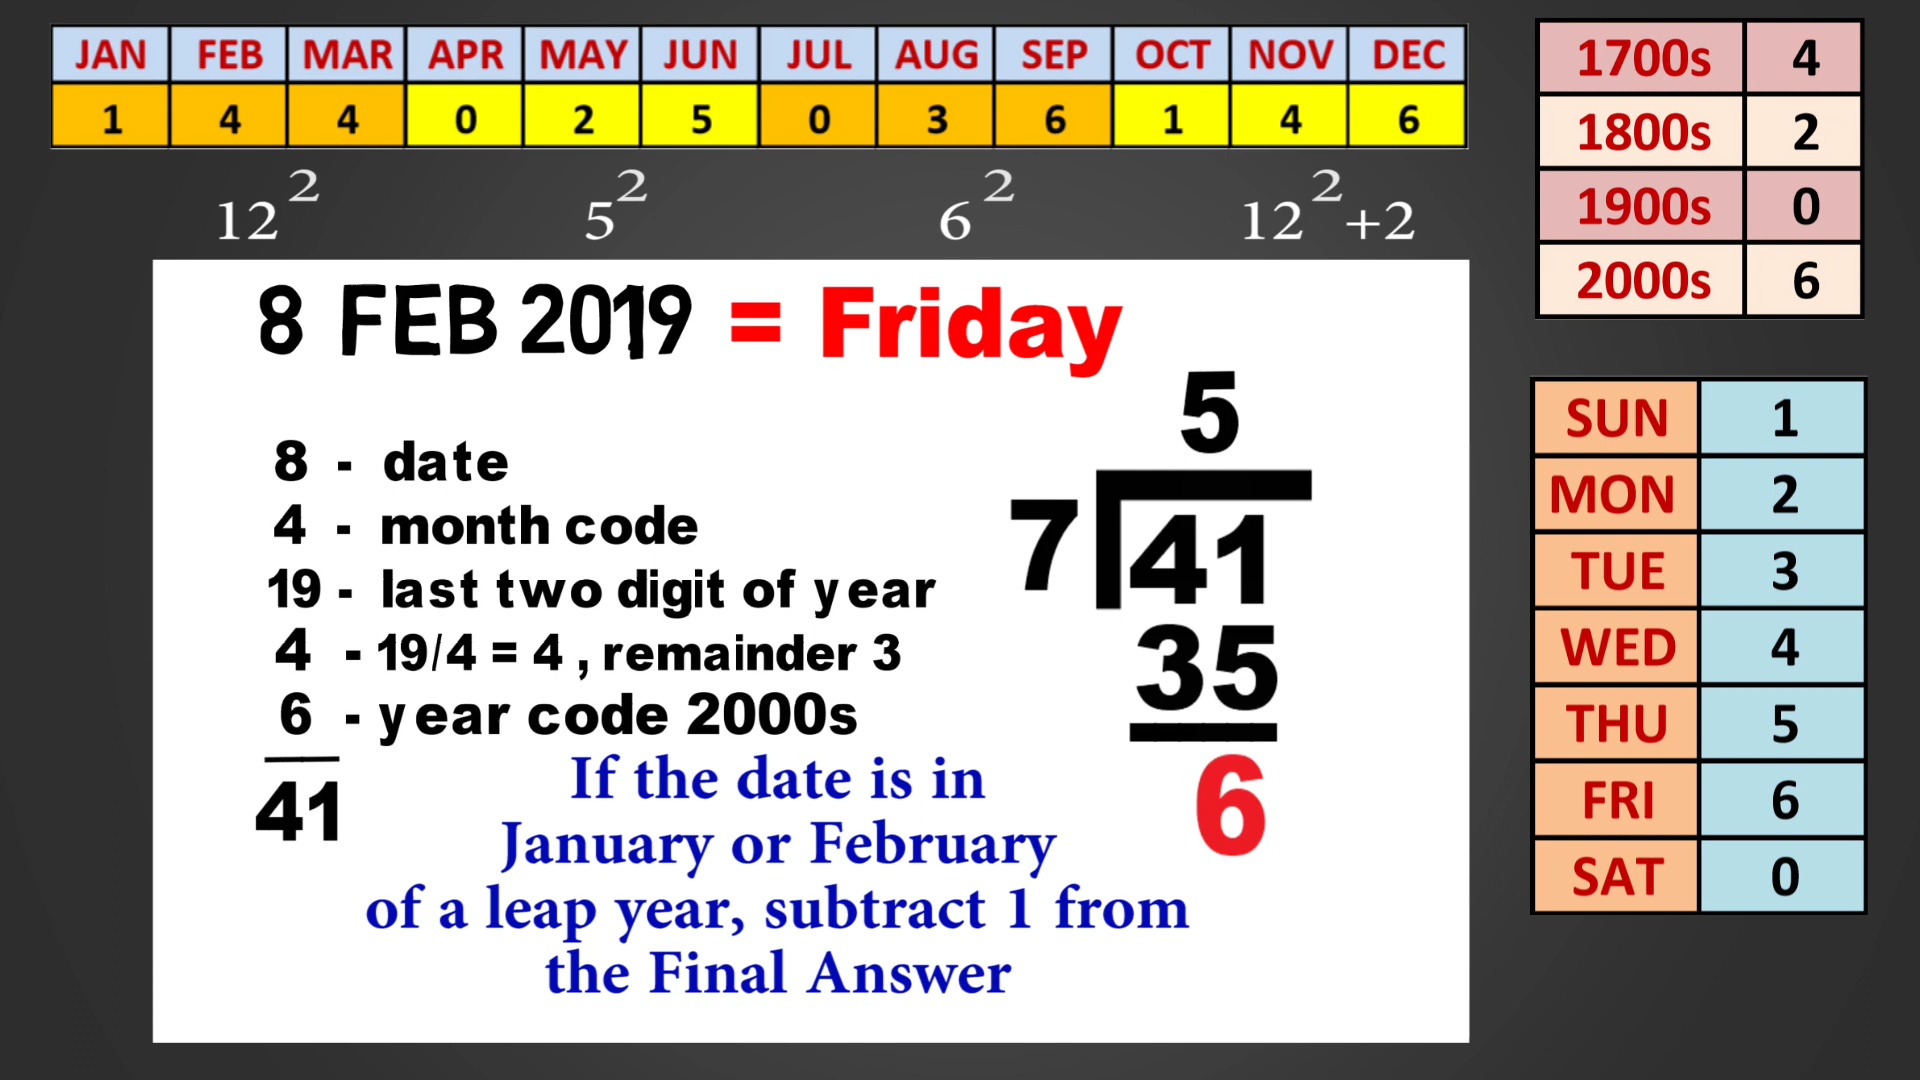 JAN FEB MAR APR MAY JUN JUL AUG SEP OCT NOV DEC
1 4 4 0 2 5 0 3 6 1 4 6
12² 5² 6² 12²+2
1700s 4
1800s 2
1900s 0
2000s 6
8 FEB 2019 = Friday
8 - date
4 - month code
19 - last two digit of year
4 - 19/4 = 4 , remainder 3
6 - year code 2000s
41
5
7 41
35
6
If the date is in
January or February
of a leap year, subtract 1 from
the Final Answer
SUN 1
MON 2
TUE 3
WED 4
THU 5
FRI 6
SAT 0